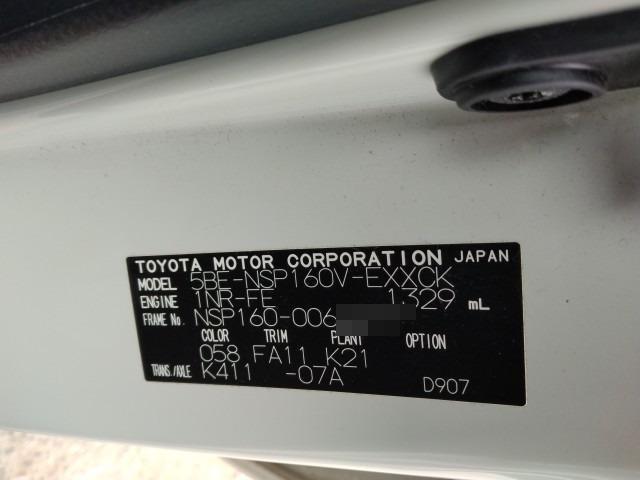 TOYOTA MOTOR CORPORATION JAPAN
MODEL 5BE-NSP160V-EXXCK
ENGINE 1NR-FE 1,329 mL
FRAME No. NSP160-006
COLOR TRIM PLANT OPTION
058 FA11 K21
TRANS./AXLE K411 -07A
D907